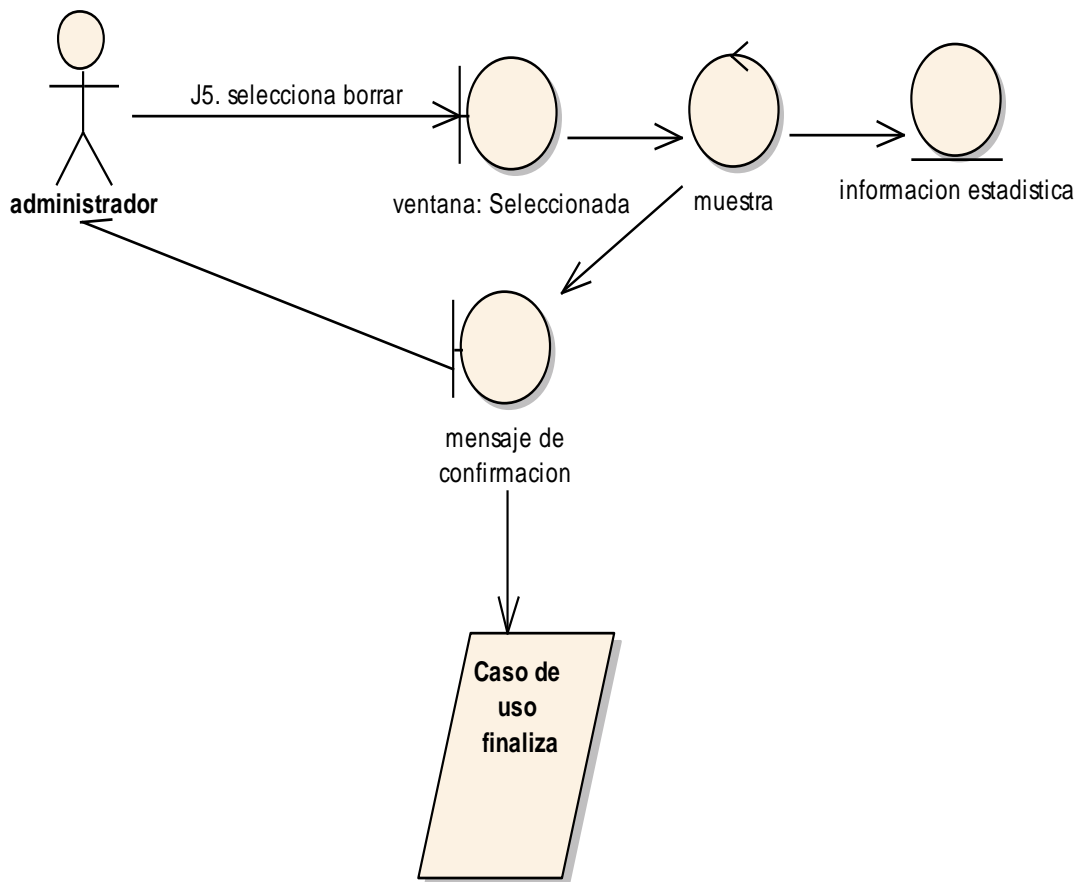 J5. selecciona borrar
administrador
ventana: Seleccionada
muestra
informacion estadistica
mensaje de
confirmacion
Caso de
uso
finaliza